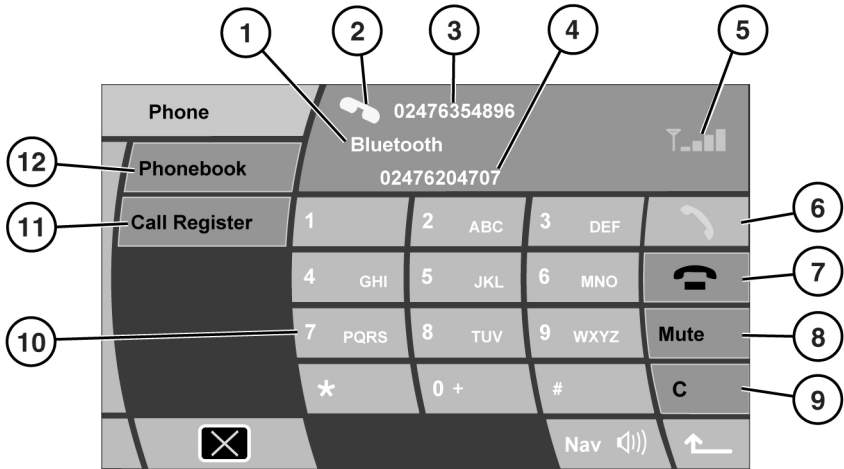 1
2
3
4
5
Phone
02476354896
Bluetooth
02476204707
12
Phonebook
11
Call Register
1
2 ABC
3 DEF
6
4 GHI
5 JKL
6 MNO
7
10
7 PQRS
8 TUV
9 WXYZ
Mute
8
*
0 +
#
C
9
Nav